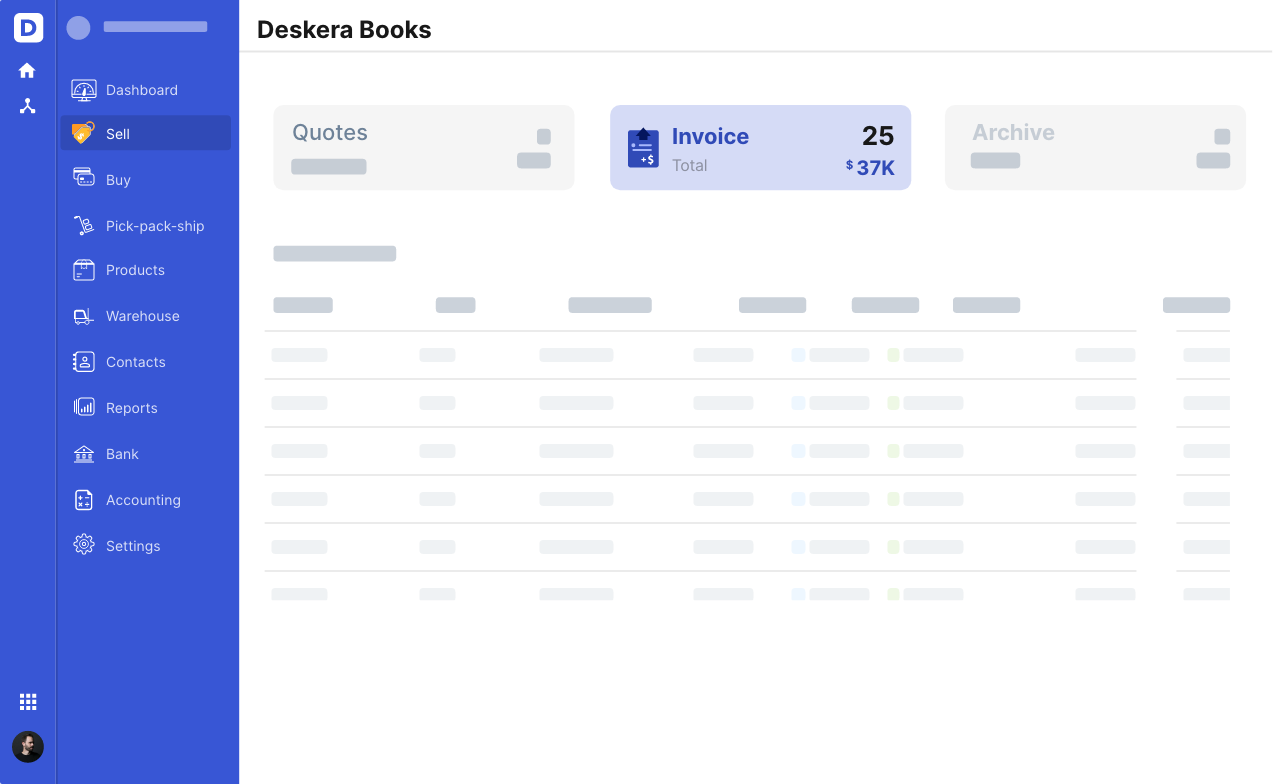 D
Deskera Books
Dashboard
Sell
Buy
Pick-pack-ship
Products
Warehouse
Contacts
Reports
Bank
Accounting
Settings
Quotes
Invoice 25
Total $37K
+$
Archive